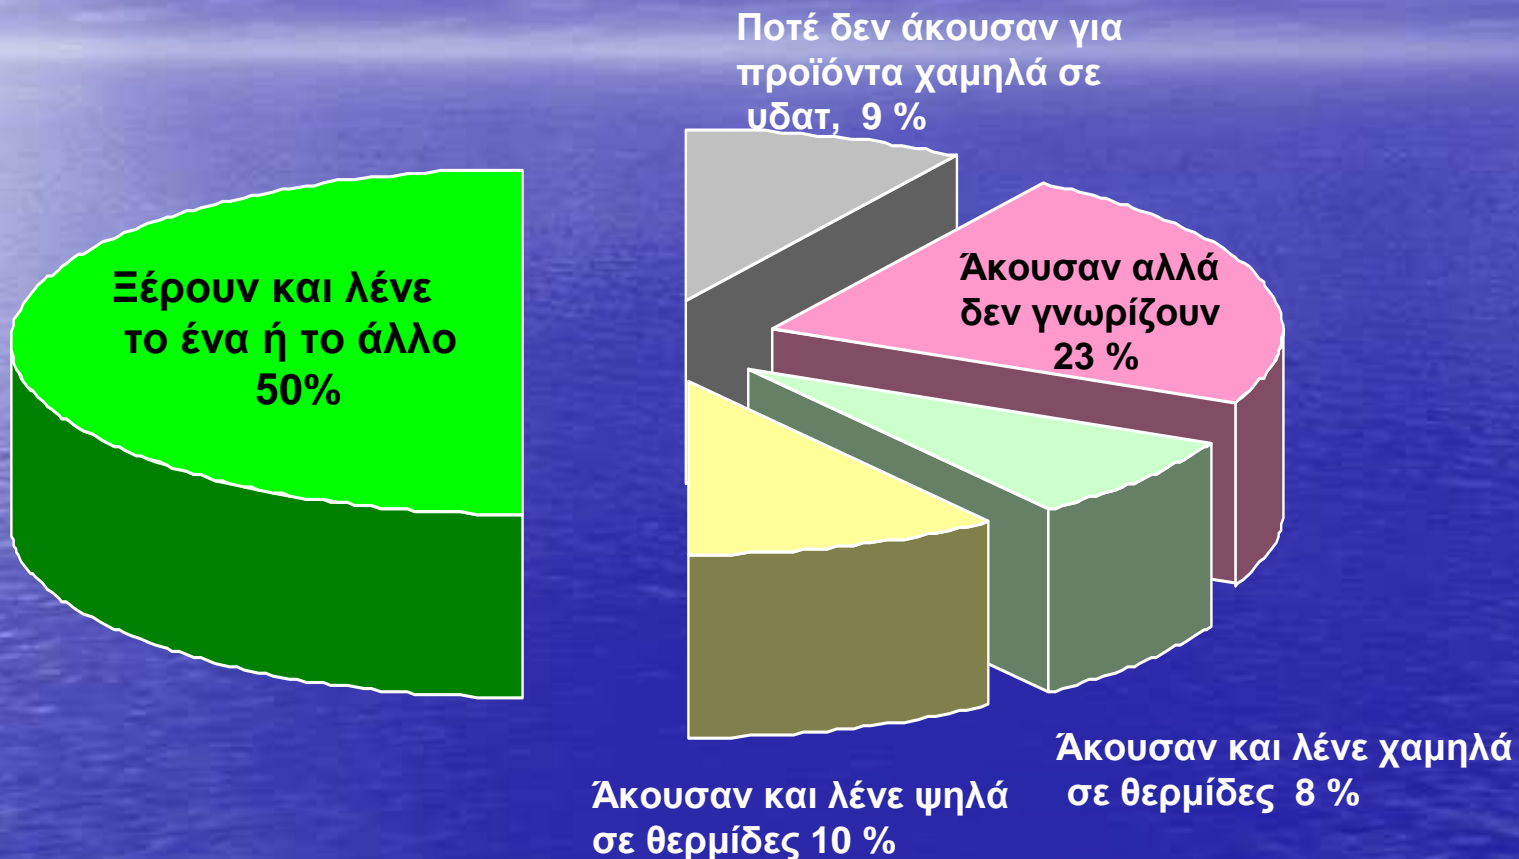 Ποτέ δεν άκουσαν για
προϊόντα χαμηλά σε
υδατ, 9 %
Ξέρουν και λένε
το ένα ή το άλλο
50%
Άκουσαν αλλά
δεν γνωρίζουν
23 %
Άκουσαν και λένε χαμηλά
σε θερμίδες 8 %
Άκουσαν και λένε ψηλά
σε θερμίδες 10 %